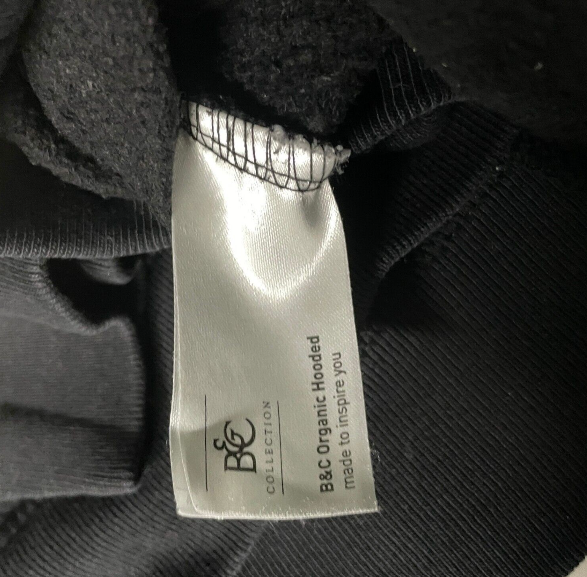 B&C
COLLECTION
B&C Organic Hooded
made to inspire you